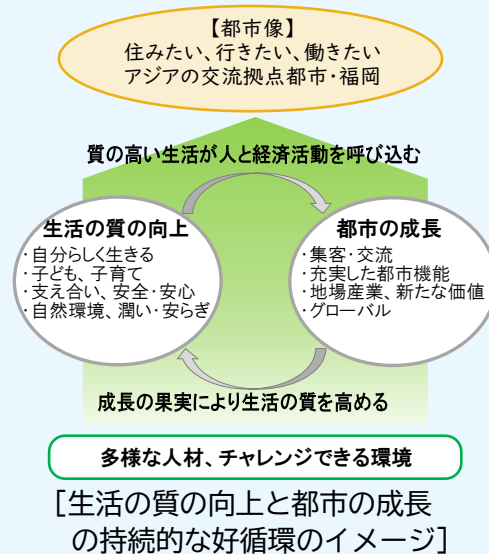 【都市像】
住みたい、行きたい、働きたい
アジアの交流拠点都市・福岡
質の高い生活が人と経済活動を呼び込む
生活の質の向上
・自分らしく生きる
・子ども、子育て
・支え合い、安全・安心
・自然環境、潤い・安らぎ
都市の成長
・集客・交流
・充実した都市機能
・地場産業、新たな価値
・グローバル
成長の果実により生活の質を高める
多様な人材、チャレンジできる環境
[生活の質の向上と都市の成長
の持続的な好循環のイメージ]